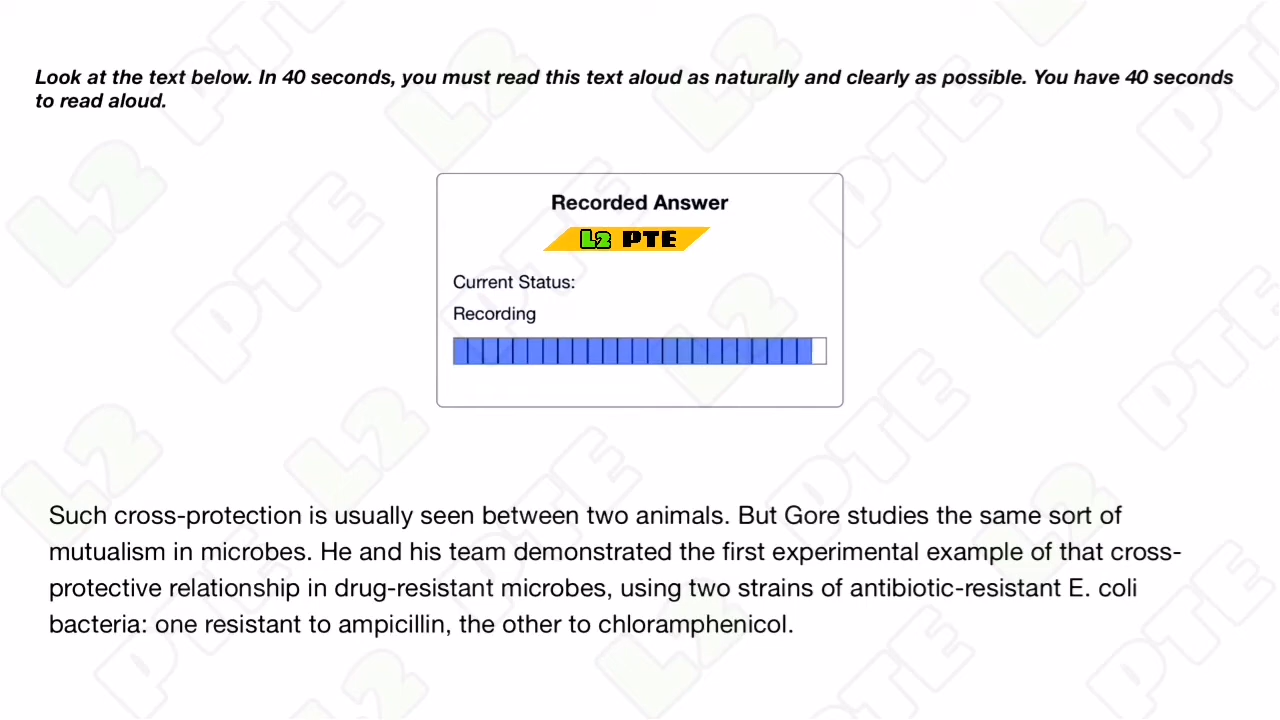 Look at the text below. In 40 seconds, you must read this text aloud as naturally and clearly as possible. You have 40 seconds
to read aloud.
Recorded Answer
L2 PTE
Current Status:
Recording
Such cross-protection is usually seen between two animals. But Gore studies the same sort of
mutualism in microbes. He and his team demonstrated the first experimental example of that cross-
protective relationship in drug-resistant microbes, using two strains of antibiotic-resistant E. coli
bacteria: one resistant to ampicillin, the other to chloramphenicol.